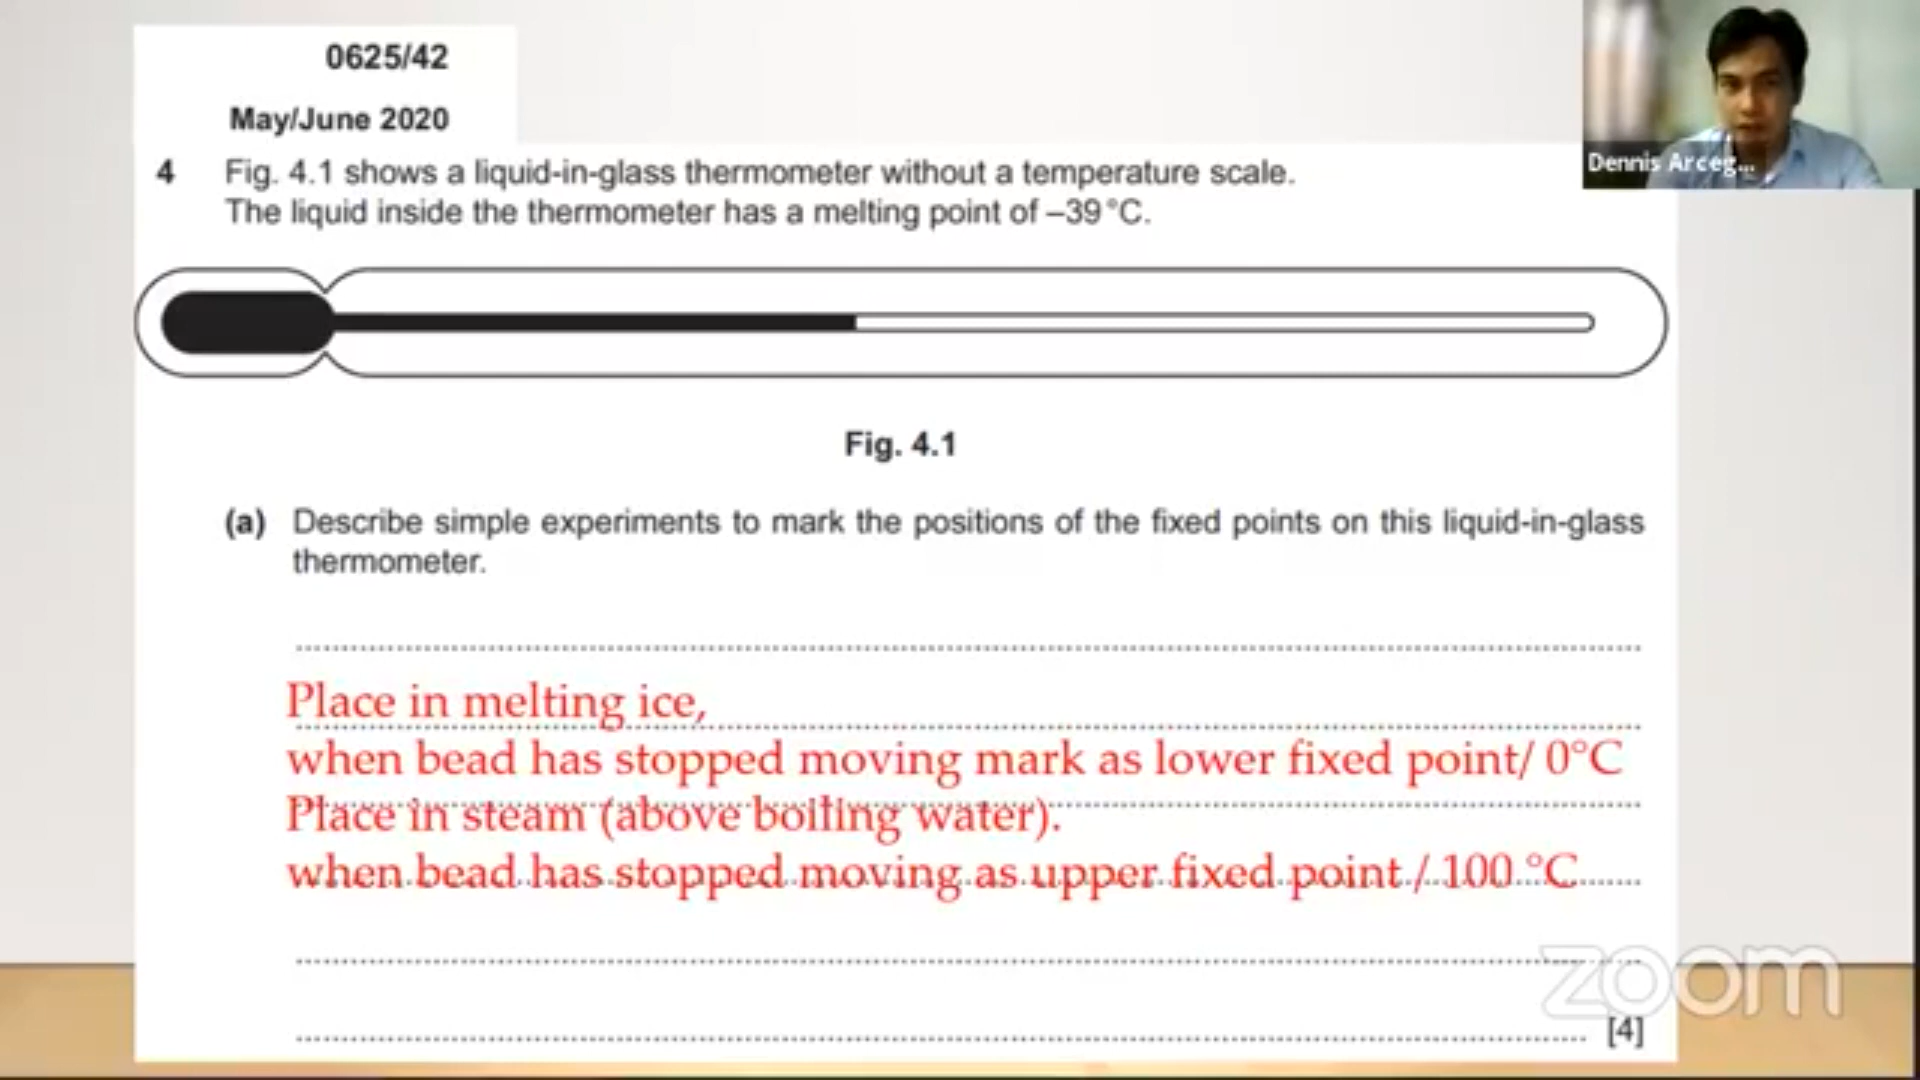 0625/42
May/June 2020
Dennis Arceg...
4 Fig. 4.1 shows a liquid-in-glass thermometer without a temperature scale.
The liquid inside the thermometer has a melting point of –39 °C.
Fig. 4.1
(a) Describe simple experiments to mark the positions of the fixed points on this liquid-in-glass
thermometer.
Place in melting ice,
when bead has stopped moving mark as lower fixed point/ 0°C
Place in steam (above boiling water).
when bead has stopped moving as upper fixed point / 100 °C
zoom
[4]